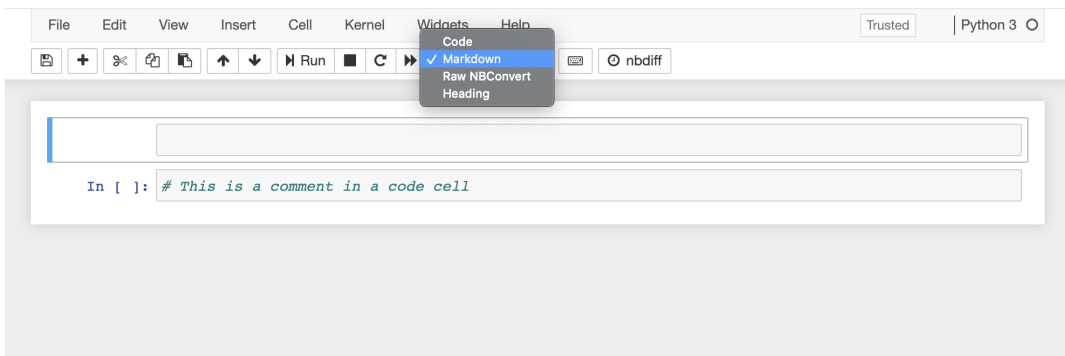 File Edit View Insert Cell Kernel Widgets Help Trusted Python 3
Code
Run Markdown nbdiff
Raw NBConvert
Heading
In [ ]: # This is a comment in a code cell